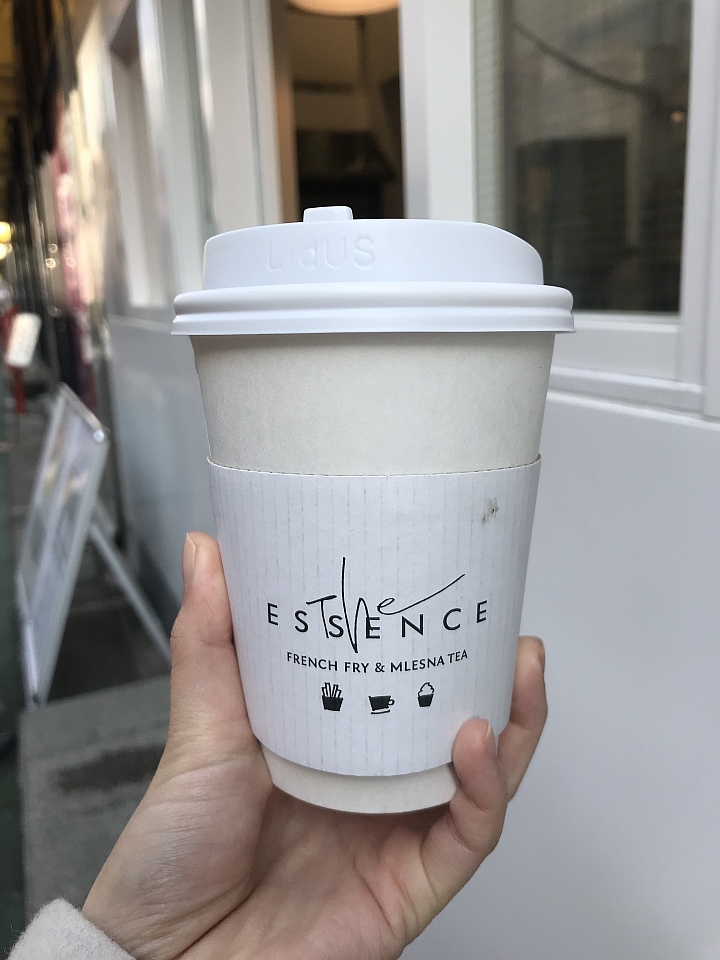 LIdUS
The
ESSENCE
FRENCH FRY & MLESNA TEA